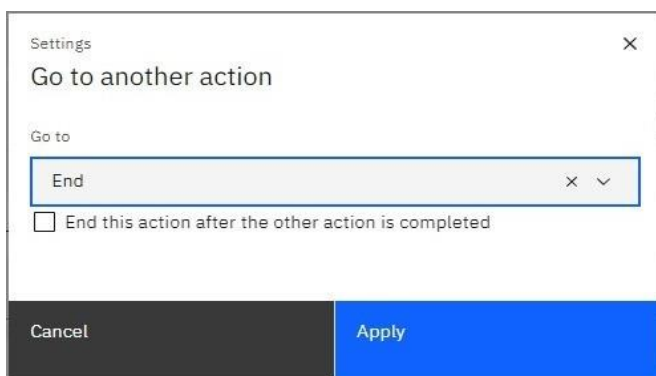 Settings
Go to another action
Go to
End
End this action after the other action is completed
Cancel
Apply